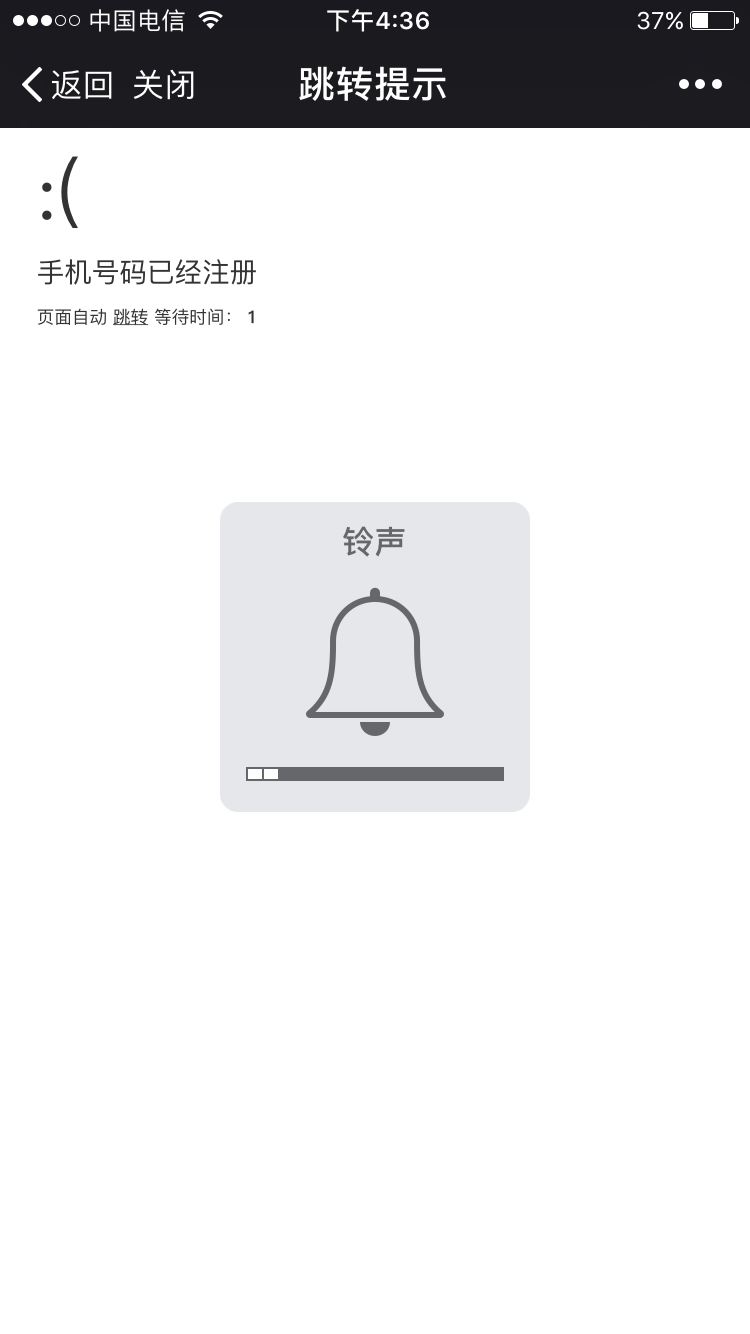 中国电信 下午4:36 37%
返回 关闭 跳转提示
:(
手机号码已经注册
页面自动 跳转 等待时间： 1
铃声